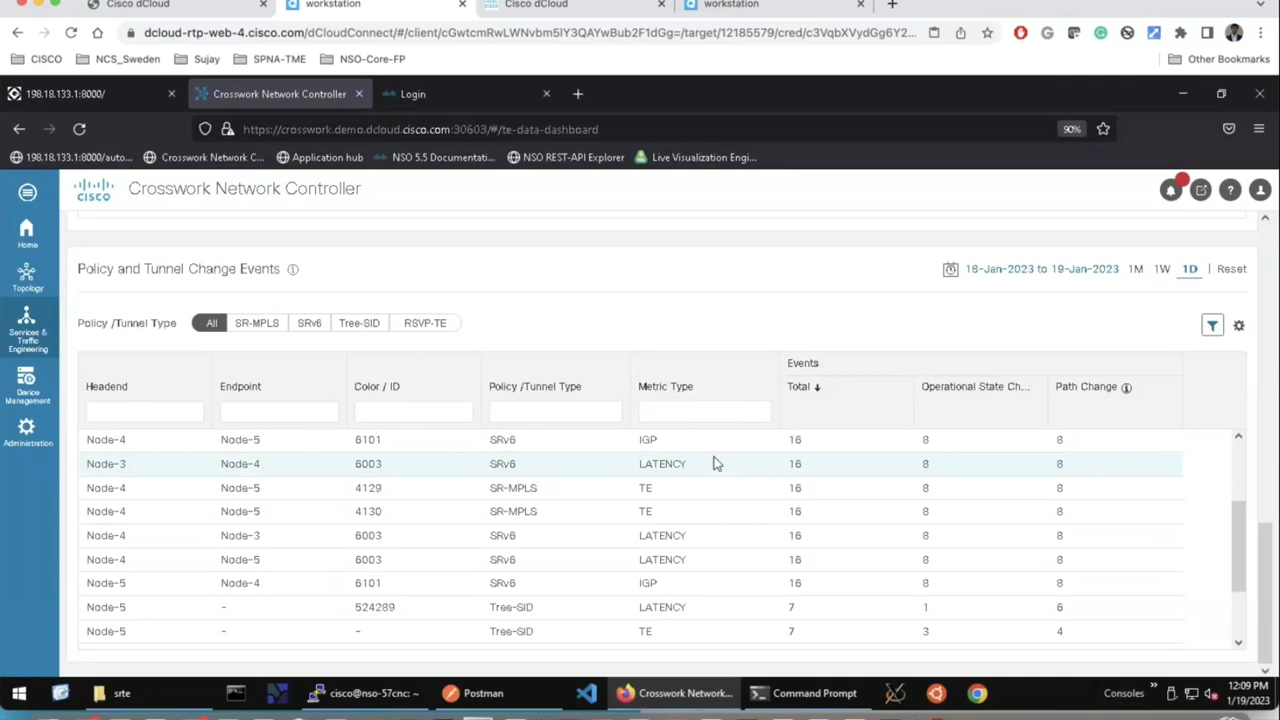 Cisco dCloud
workstation
Cisco dCloud
workstation
dcloud-rtp-web-4.cisco.com/dCloudConnect/#/client/cGwtcmRwLWNvbm5lY3QAYwBub2F1dGg=/target/12185579/cred/c3VqbXVydGg6Y2...
CISCO
NCS_Sweden
Sujay
SPNA-TME
NSO-Core-FP
Other Bookmarks
198.18.133.1:8000/
Crosswork Network Controller
Login
https://crosswork.demo.dcloud.cisco.com:30603/#/te-data-dashboard
90%
198.18.133.1:8000/auto...
Crosswork Network C...
Application hub
NSO 5.5 Documentati...
NSO REST-API Explorer
Live Visualization Engi...
CISCO
Crosswork Network Controller
Home
Topology
Services & Traffic Engineering
Device Management
Administration
Policy and Tunnel Change Events
18-Jan-2023 to 19-Jan-2023 1M 1W 1D | Reset
Policy /Tunnel Type All SR-MPLS SRv6 Tree-SID RSVP-TE
Events
Headend Endpoint Color / ID Policy /Tunnel Type Metric Type Total Operational State Ch... Path Change
Node-4 Node-5 6101 SRv6 IGP 16 8 8
Node-3 Node-4 6003 SRv6 LATENCY 16 8 8
Node-4 Node-5 4129 SR-MPLS TE 16 8 8
Node-4 Node-5 4130 SR-MPLS TE 16 8 8
Node-4 Node-3 6003 SRv6 LATENCY 16 8 8
Node-4 Node-5 6003 SRv6 LATENCY 16 8 8
Node-5 Node-4 6101 SRv6 IGP 16 8 8
Node-5 - 524289 Tree-SID LATENCY 7 1 6
Node-5 - - Tree-SID TE 7 3 4
srte
cisco@nso-57cnc: ~
Postman
Crosswork Network...
Command Prompt
Consoles
12:09 PM
1/19/2023